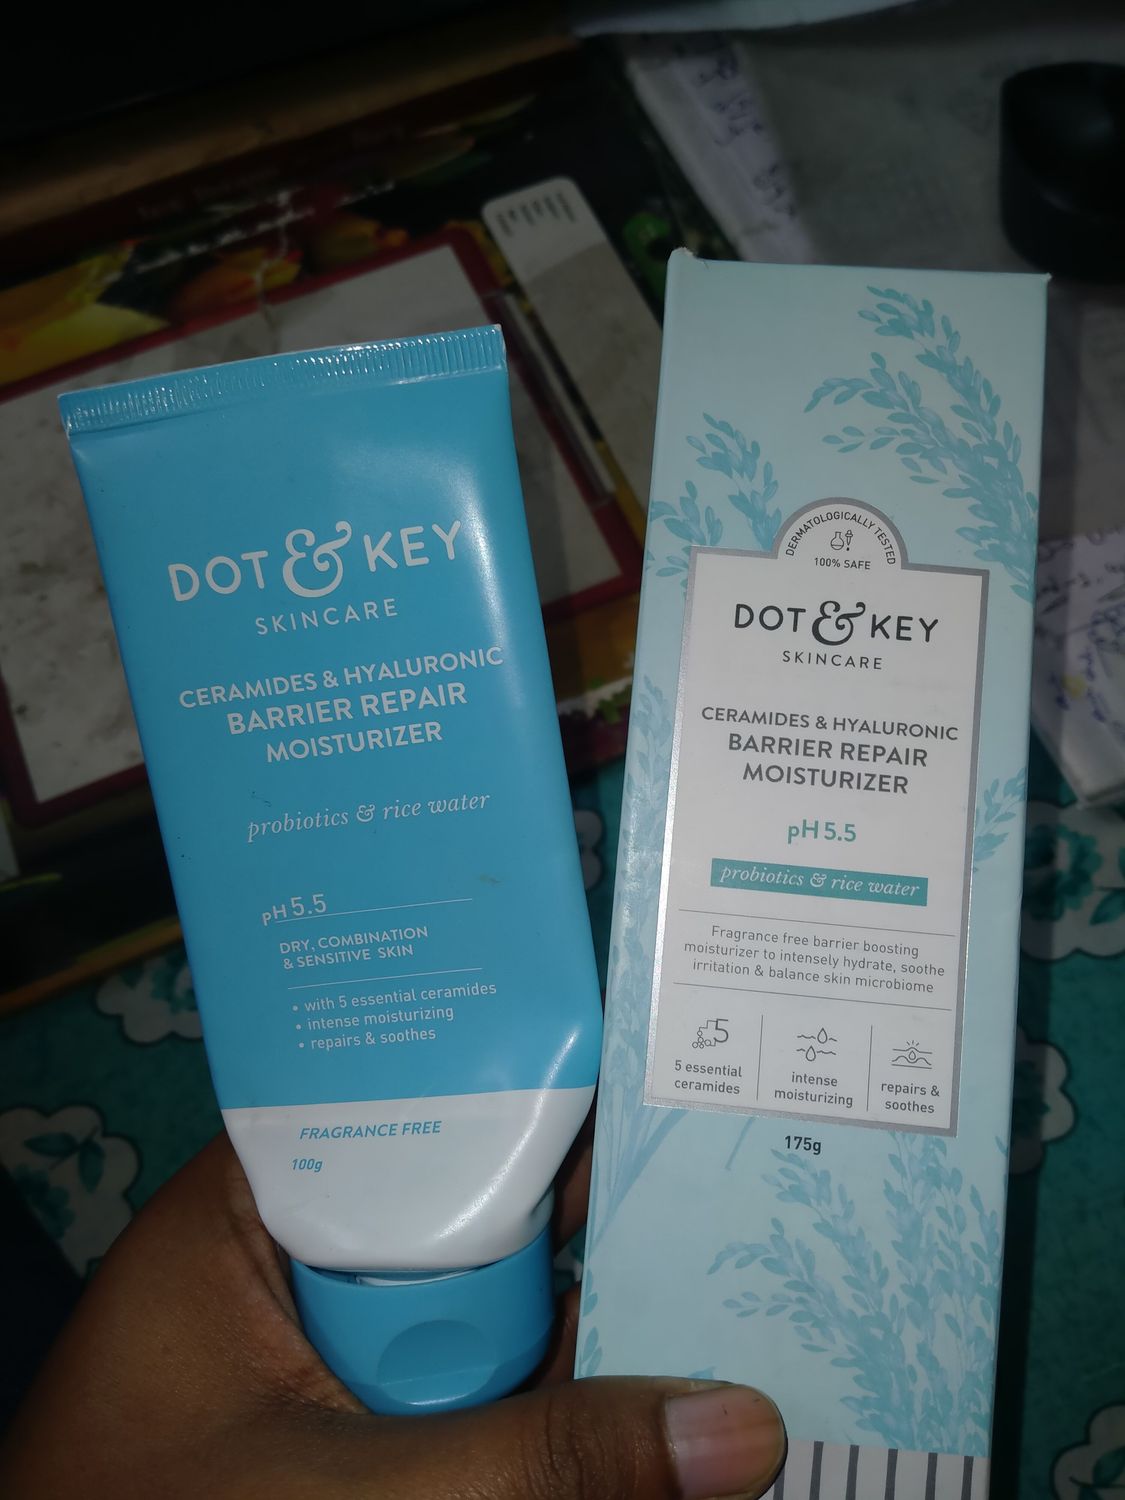 DOT & KEY
SKINCARE
CERAMIDES & HYALURONIC
BARRIER REPAIR
MOISTURIZER
probiotics & rice water
pH 5.5
DRY, COMBINATION
& SENSITIVE SKIN
• with 5 essential ceramides
• intense moisturizing
• repairs & soothes
FRAGRANCE FREE
100g
DERMATOLOGICALLY TESTED
100% SAFE
DOT & KEY
SKINCARE
CERAMIDES & HYALURONIC
BARRIER REPAIR
MOISTURIZER
pH 5.5
probiotics & rice water
Fragrance free barrier boosting
moisturizer to intensely hydrate, soothe
irritation & balance skin microbiome
5
5 essential
ceramides
intense
moisturizing
repairs &
soothes
175g